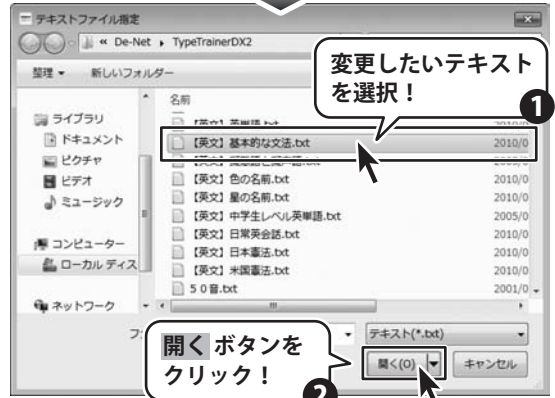 テキストファイル指定
« De-Net ▸ TypeTrainerDX2
整理 ▼ 新しいフォルダー
変更したいテキスト
を選択！
❶
名前
ライブラリ
ドキュメント
ピクチャ
ビデオ
ミュージック
コンピューター
ローカル ディス
ネットワーク
【英文】英単語.txt 2010/0
【英文】基本的な文法.txt 2010/0
【英文】色の名前.txt 2010/0
【英文】星の名前.txt 2010/0
【英文】中学生レベル英単語.txt 2005/0
【英文】日常英会話.txt 2010/0
【英文】日本憲法.txt 2010/0
【英文】米国憲法.txt 2010/0
５０音.txt 2001/0
テキスト(*.txt)
開く(O) キャンセル
開く ボタンを
クリック！
❷